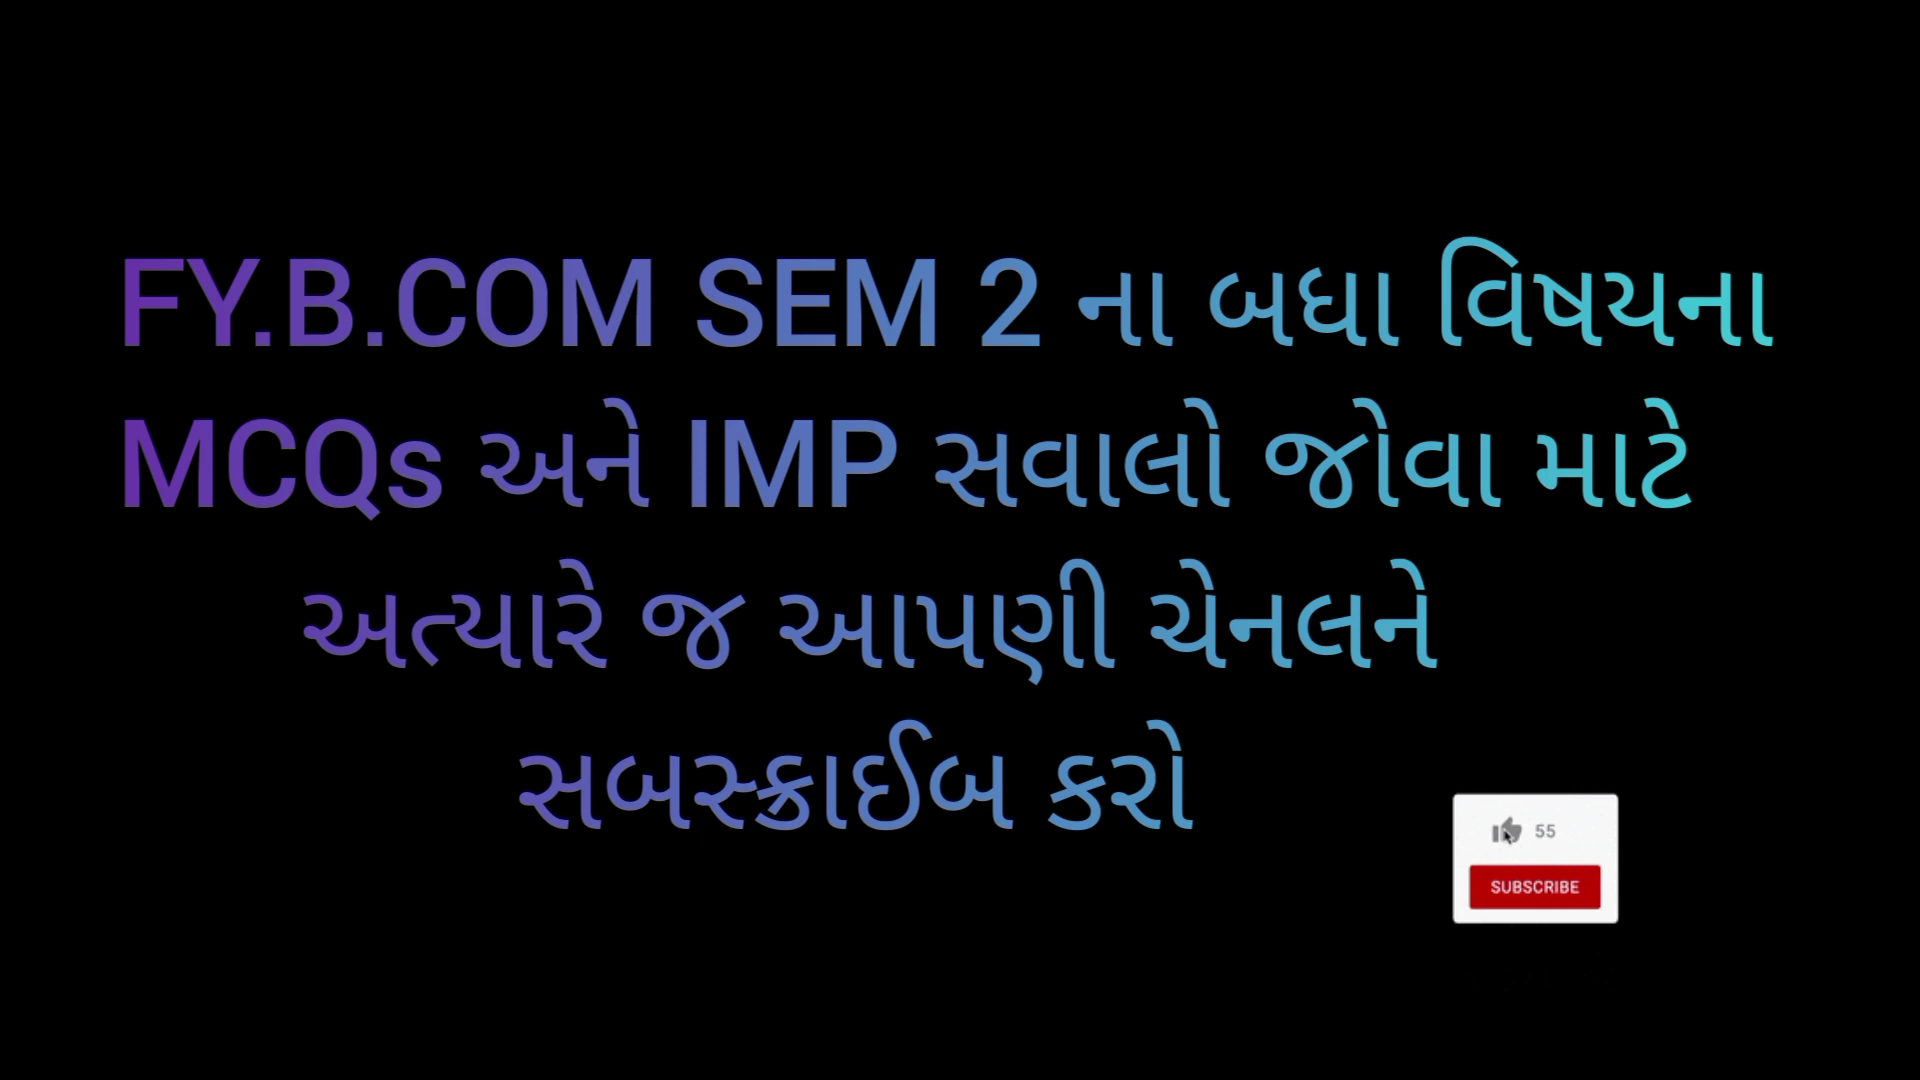 FY.B.COM SEM 2 ના બધા વિષયના
MCQs અને IMP સવાલો જોવા માટે
અત્યારે જ આપણી ચેનલને
સબસ્ક્રાઈબ કરો
55
SUBSCRIBE